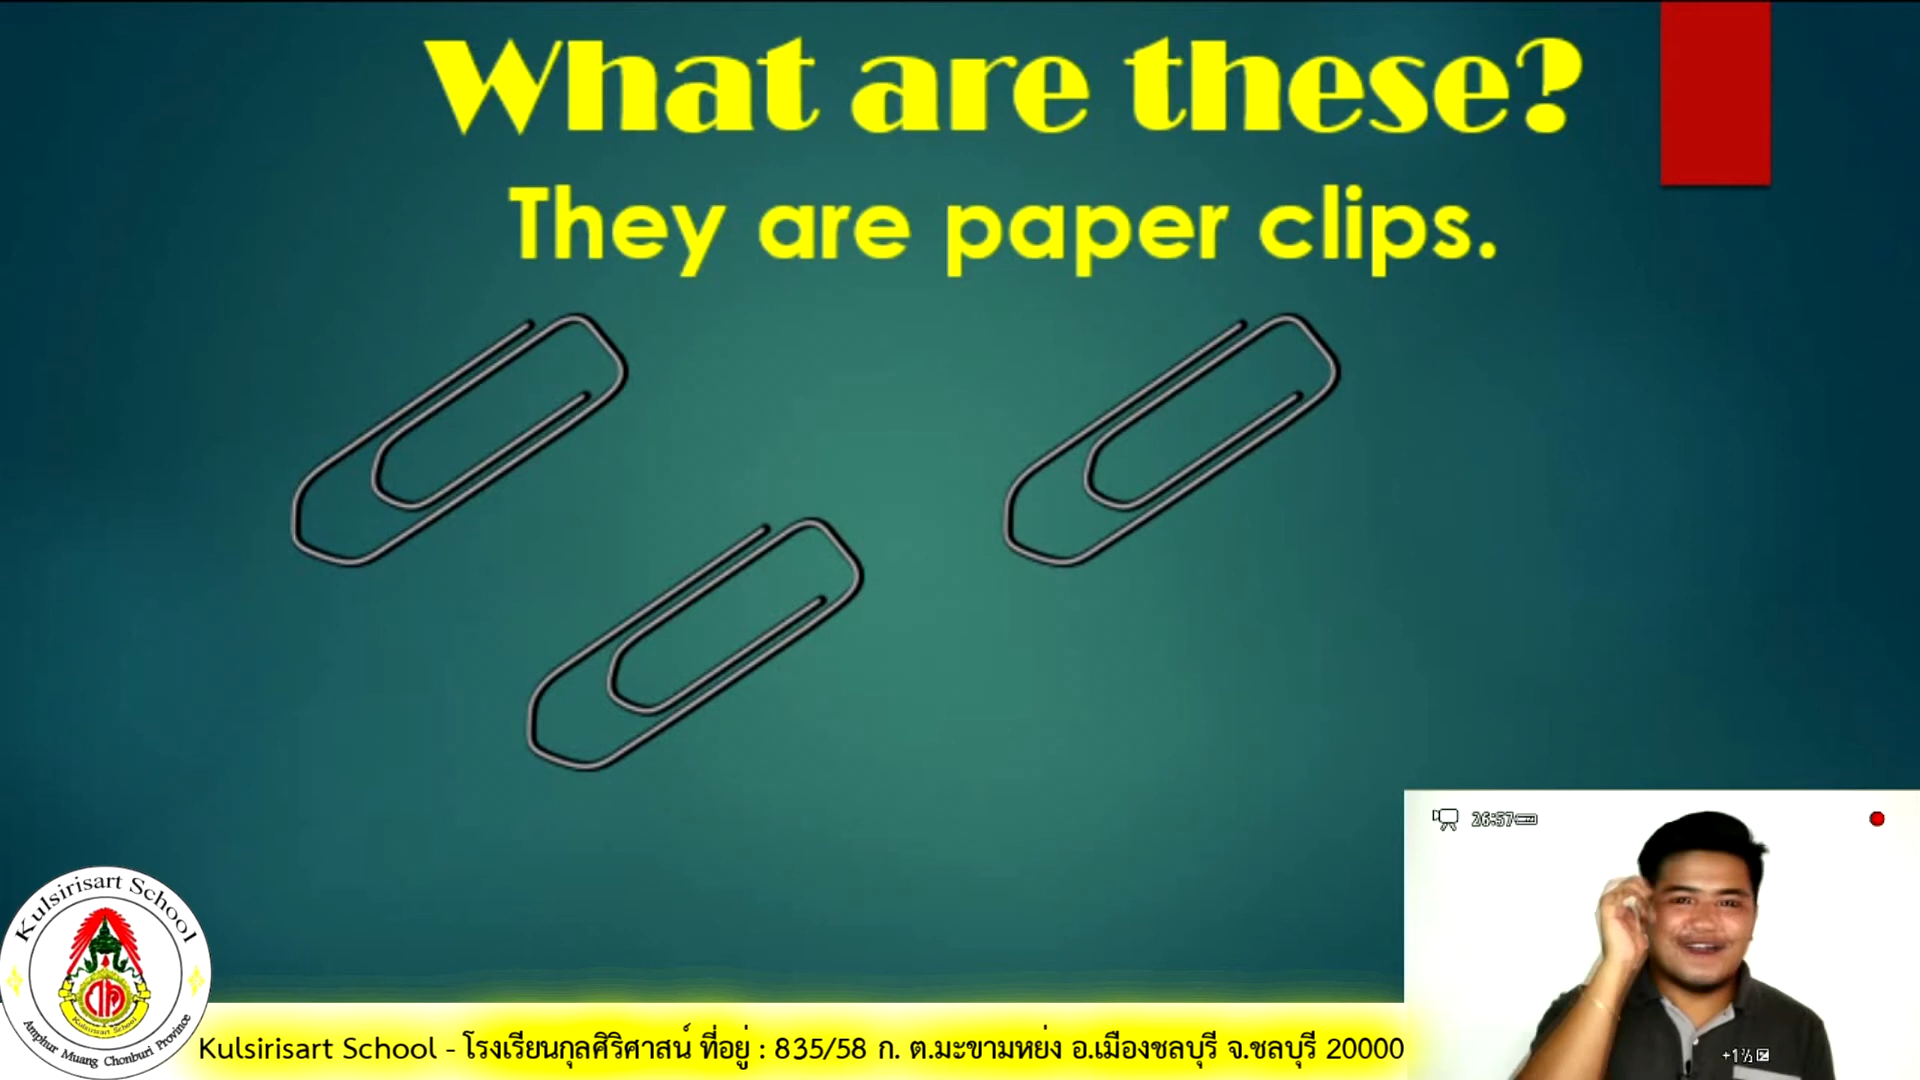 What are these?
They are paper clips.
26:57
Kulsirisart School
Kulsirisart School
Amphur Muang Chonburi Province
Kulsirisart School - โรงเรียนกุลศิริศาสน์ ที่อยู่ : 835/58 ก. ต.มะขามหย่ง อ.เมืองชลบุรี จ.ชลบุรี 20000